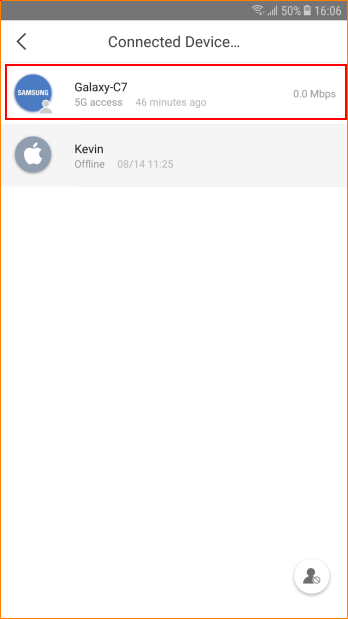 50% 16:06
Connected Device...
SAMSUNG
Galaxy-C7
5G access 46 minutes ago
0.0 Mbps
Kevin
Offline 08/14 11:25